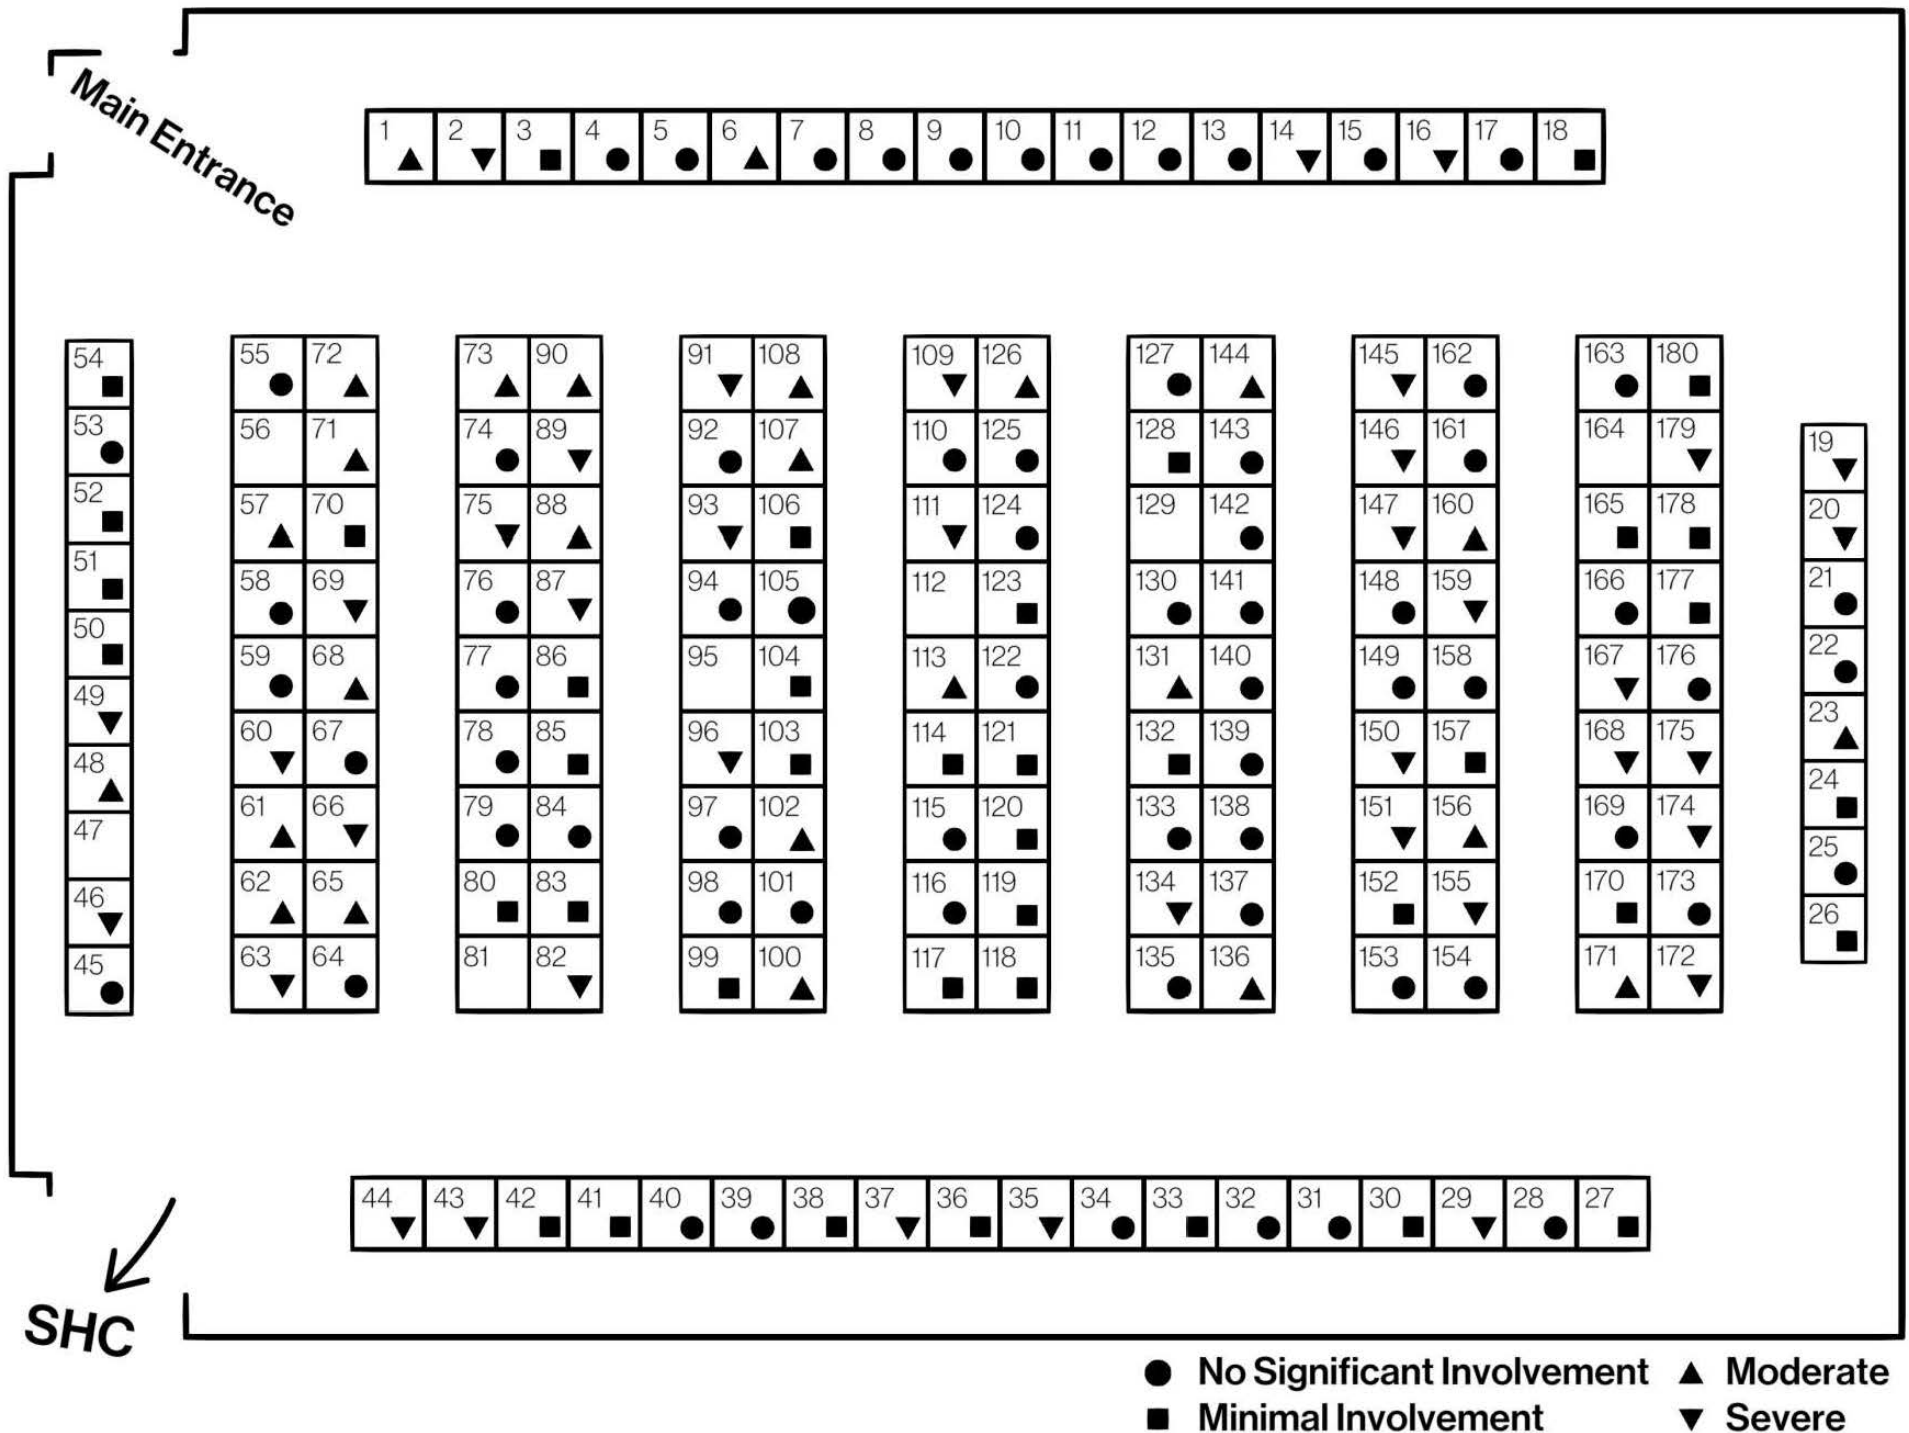 Main Entrance
1 2 3 4 5 6 7 8 9 10 11 12 13 14 15 16 17 18
54 55 72 73 90 91 108 109 126 127 144 145 162 163 180
53 56 71 74 89 92 107 110 125 128 143 146 161 164 179 19
52 57 70 75 88 93 106 111 124 129 142 147 160 165 178 20
51 58 69 76 87 94 105 112 123 130 141 148 159 166 177 21
50 59 68 77 86 95 104 113 122 131 140 149 158 167 176 22
49 60 67 78 85 96 103 114 121 132 139 150 157 168 175 23
48 61 66 79 84 97 102 115 120 133 138 151 156 169 174 24
47 62 65 80 83 98 101 116 119 134 137 152 155 170 173 25
46 63 64 81 82 99 100 117 118 135 136 153 154 171 172 26
45
44 43 42 41 40 39 38 37 36 35 34 33 32 31 30 29 28 27
SHC
No Significant Involvement Moderate
Minimal Involvement Severe